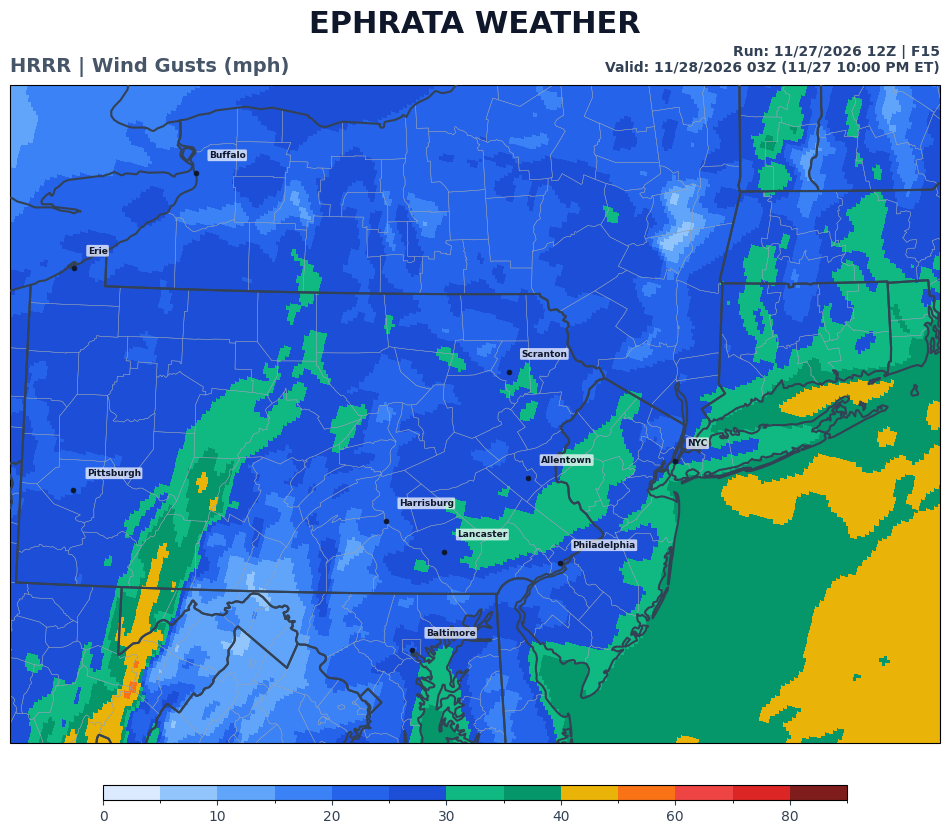 EPHRATA WEATHER
HRRR | Wind Gusts (mph)
Run: 11/27/2026 12Z | F15
Valid: 11/28/2026 03Z (11/27 10:00 PM ET)
Buffalo
Erie
Scranton
NYC
Allentown
Pittsburgh
Harrisburg
Lancaster
Philadelphia
Baltimore
0 10 20 30 40 50 60 70 80